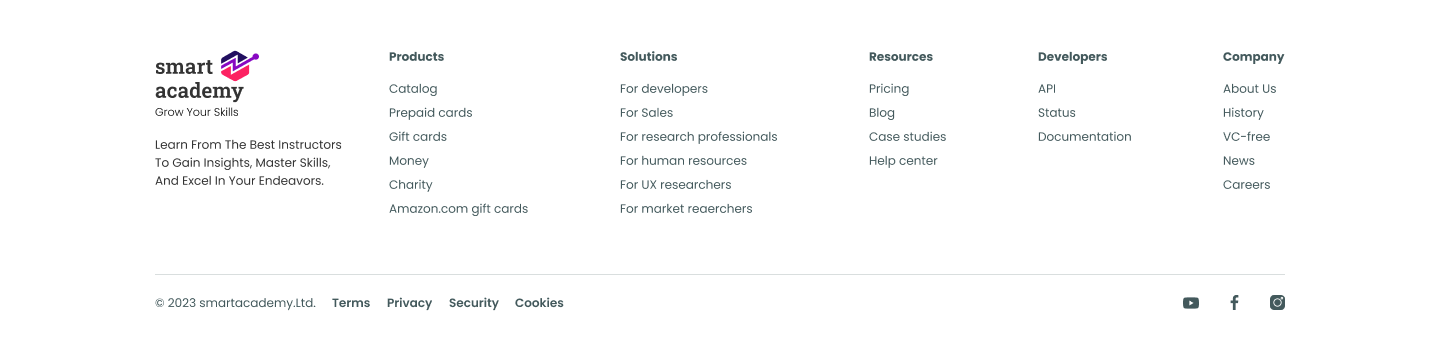 smart
academy
Grow Your Skills
Learn From The Best Instructors
To Gain Insights, Master Skills,
And Excel In Your Endeavors.
Products
Catalog
Prepaid cards
Gift cards
Money
Charity
Amazon.com gift cards
Solutions
For developers
For Sales
For research professionals
For human resources
For UX researchers
For market reaerchers
Resources
Pricing
Blog
Case studies
Help center
Developers
API
Status
Documentation
Company
About Us
History
VC-free
News
Careers
© 2023 smartacademy.Ltd. Terms Privacy Security Cookies